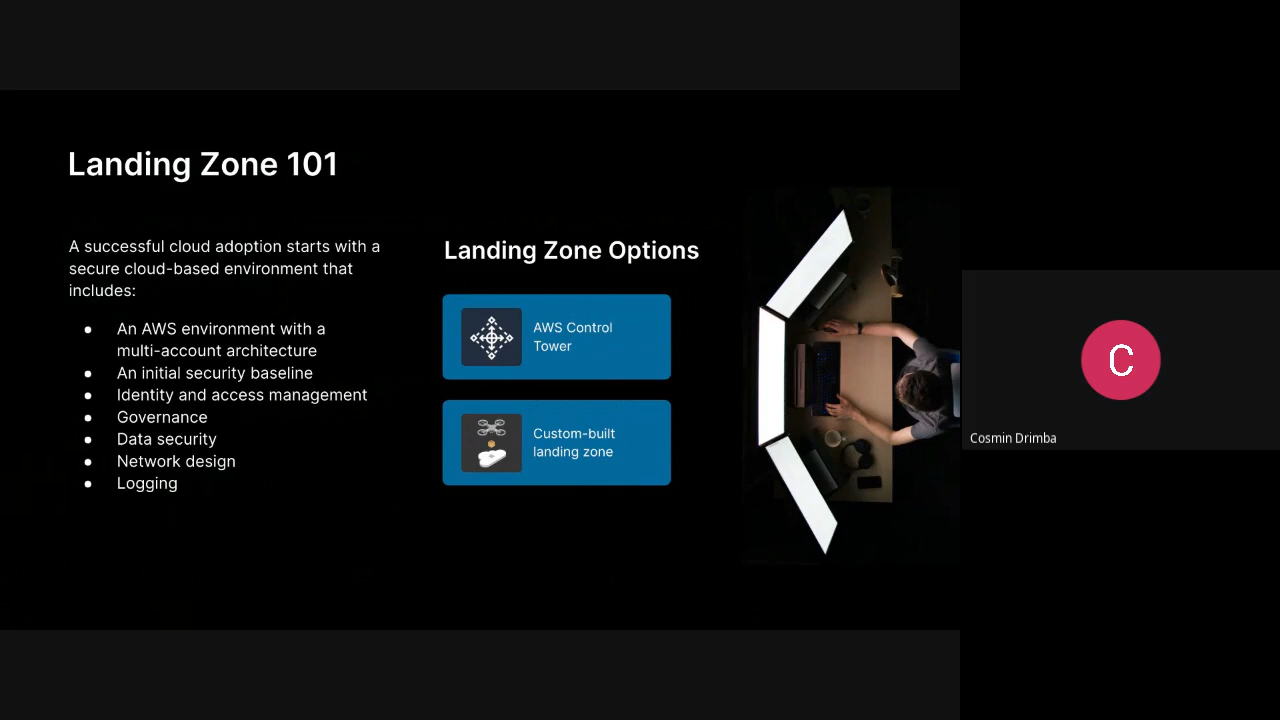 Landing Zone 101
A successful cloud adoption starts with a
secure cloud-based environment that
includes:
● An AWS environment with a
multi-account architecture
● An initial security baseline
● Identity and access management
● Governance
● Data security
● Network design
● Logging
Landing Zone Options
AWS Control
Tower
Custom-built
landing zone
C
Cosmin Drimba